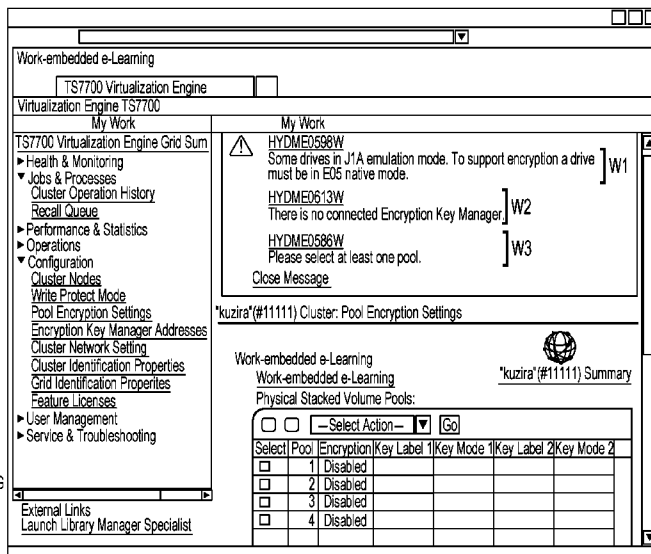 Work-embedded e-Learning
TS7700 Virtualization Engine
Virtualization Engine TS7700
My Work
TS7700 Virtualization Engine Grid Sum
►Health & Monitoring
▼Jobs & Processes
Cluster Operation History
Recall Queue
►Performance & Statistics
►Operations
▼Configuration
Cluster Nodes
Write Protect Mode
Pool Encryption Settings
Encryption Key Manager Addresses
Cluster Network Setting
Cluster Identification Properties
Grid Identification Properites
Feature Licenses
►User Management
►Service & Troubleshooting
External Links
Launch Library Manager Specialist
My Work
HYDME0598W
Some drives in J1A emulation mode. To support encryption a drive
must be in E05 native mode.
W1
HYDME0613W
There is no connected Encryption Key Manager.
W2
HYDME0586W
Please select at least one pool.
W3
Close Message
"kuzira"(#11111) Cluster: Pool Encryption Settings
Work-embedded e-Learning
Work-embedded e-Learning
"kuzira"(#11111) Summary
Physical Stacked Volume Pools:
—Select Action— Go
Select Pool Encryption Key Label 1 Key Mode 1 Key Label 2 Key Mode 2
1 Disabled
2 Disabled
3 Disabled
4 Disabled